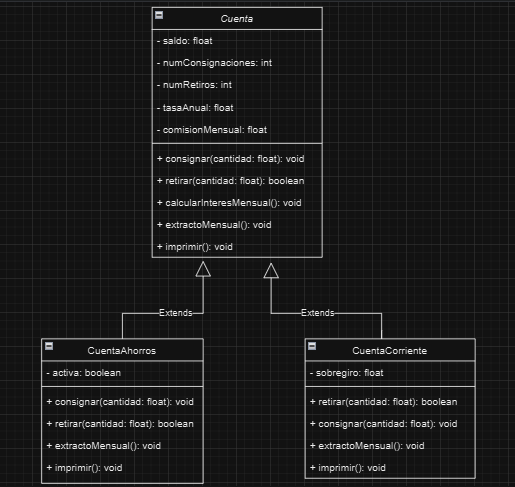 Cuenta
- saldo: float
- numConsignaciones: int
- numRetiros: int
- tasaAnual: float
- comisionMensual: float
+ consignar(cantidad: float): void
+ retirar(cantidad: float): boolean
+ calcularInteresMensual(): void
+ extractoMensual(): void
+ imprimir(): void
Extends
Extends
CuentaAhorros
- activa: boolean
+ consignar(cantidad: float): void
+ retirar(cantidad: float): boolean
+ extractoMensual(): void
+ imprimir(): void
CuentaCorriente
- sobregiro: float
+ retirar(cantidad: float): boolean
+ consignar(cantidad: float): void
+ extractoMensual(): void
+ imprimir(): void